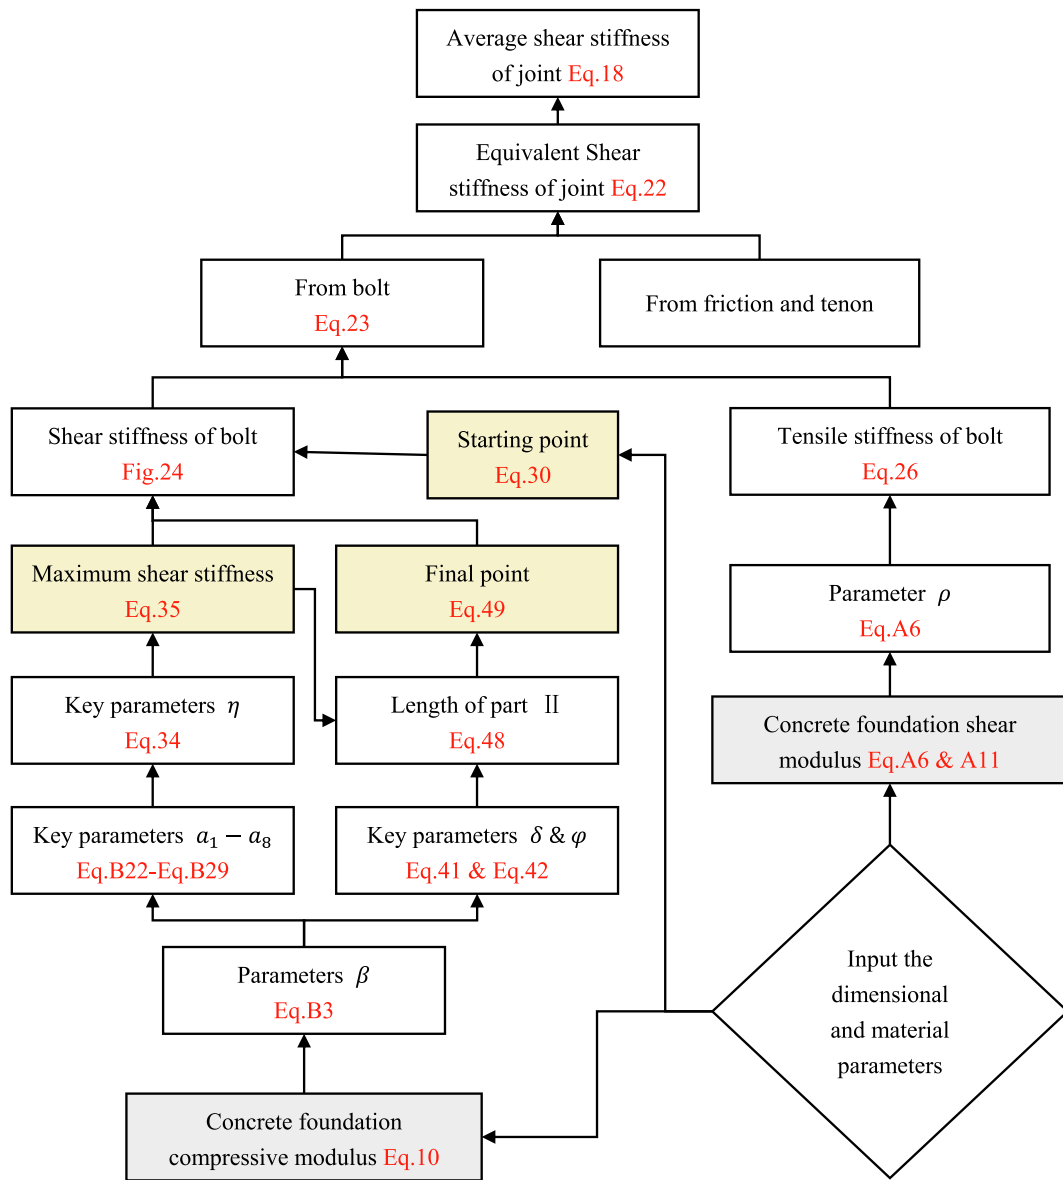 Average shear stiffness
of joint Eq.18
Equivalent Shear
stiffness of joint Eq.22
From bolt
Eq.23
From friction and tenon
Shear stiffness of bolt
Fig.24
Starting point
Eq.30
Tensile stiffness of bolt
Eq.26
Maximum shear stiffness
Eq.35
Final point
Eq.49
Parameter ρ
Eq.A6
Key parameters η
Eq.34
Length of part Ⅱ
Eq.48
Concrete foundation shear
modulus Eq.A6 & A11
Key parameters a₁ − a₈
Eq.B22-Eq.B29
Key parameters δ & φ
Eq.41 & Eq.42
Parameters β
Eq.B3
Input the
dimensional
and material
parameters
Concrete foundation
compressive modulus Eq.10